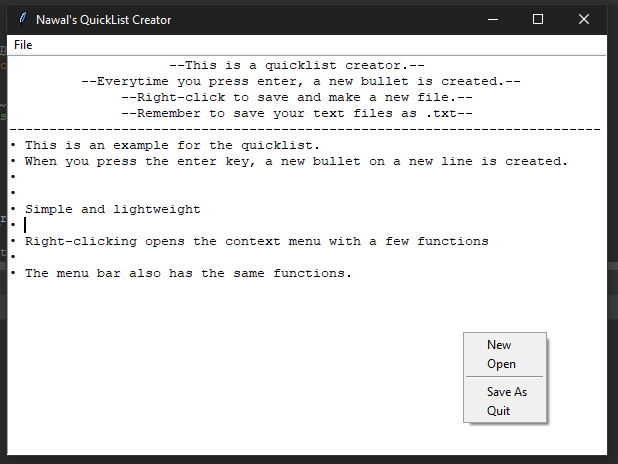 Nawal's QuickList Creator
File
--This is a quicklist creator.--
--Everytime you press enter, a new bullet is created.--
--Right-click to save and make a new file.--
--Remember to save your text files as .txt--
--------------------------------------------------------------------------
• This is an example for the quicklist.
• When you press the enter key, a new bullet on a new line is created.
•
•
• Simple and lightweight
•
• Right-clicking opens the context menu with a few functions
•
• The menu bar also has the same functions.
New
Open
Save As
Quit